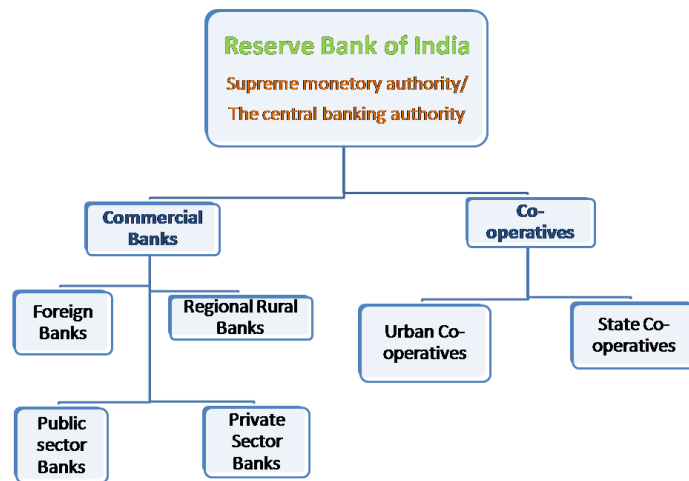 Reserve Bank of India
Supreme monetory authority/
The central banking authority
Commercial
Banks
Co-
operatives
Foreign
Banks
Regional Rural
Banks
Urban Co-
operatives
State Co-
operatives
Public
sector
Banks
Private
Sector
Banks